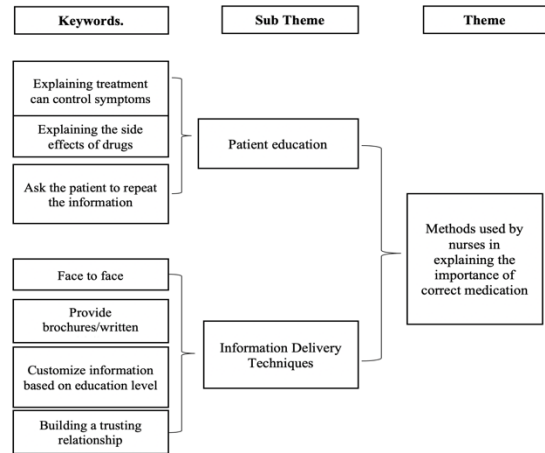 Keywords.
Sub Theme
Theme
Explaining treatment
can control symptoms
Explaining the side
effects of drugs
Ask the patient to repeat
the information
Patient education
Face to face
Provide
brochures/written
Customize information
based on education level
Building a trusting
relationship
Information Delivery
Techniques
Methods used by
nurses in
explaining the
importance of
correct medication